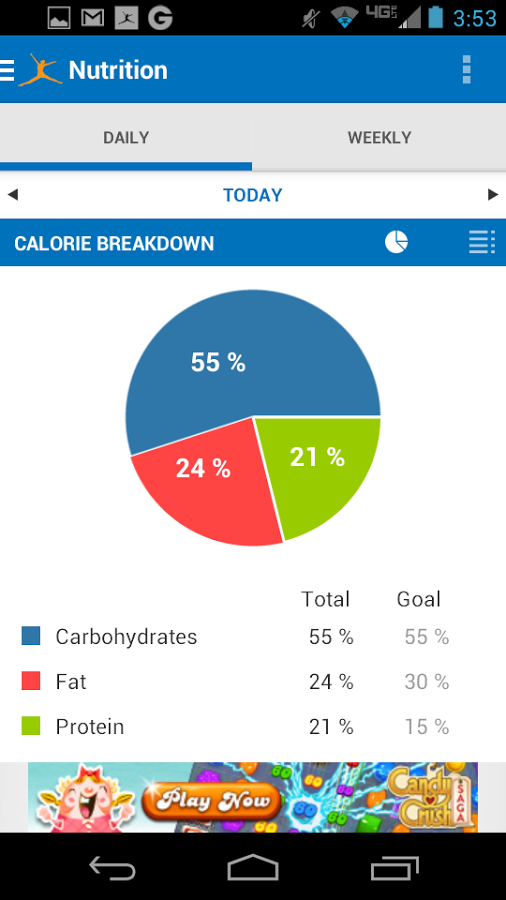 4G LTE 3:53
Nutrition
DAILY WEEKLY
TODAY
CALORIE BREAKDOWN
55 %
24 % 21 %
Total Goal
Carbohydrates 55 % 55 %
Fat 24 % 30 %
Protein 21 % 15 %
Play Now
Candy
Crush
SAGA